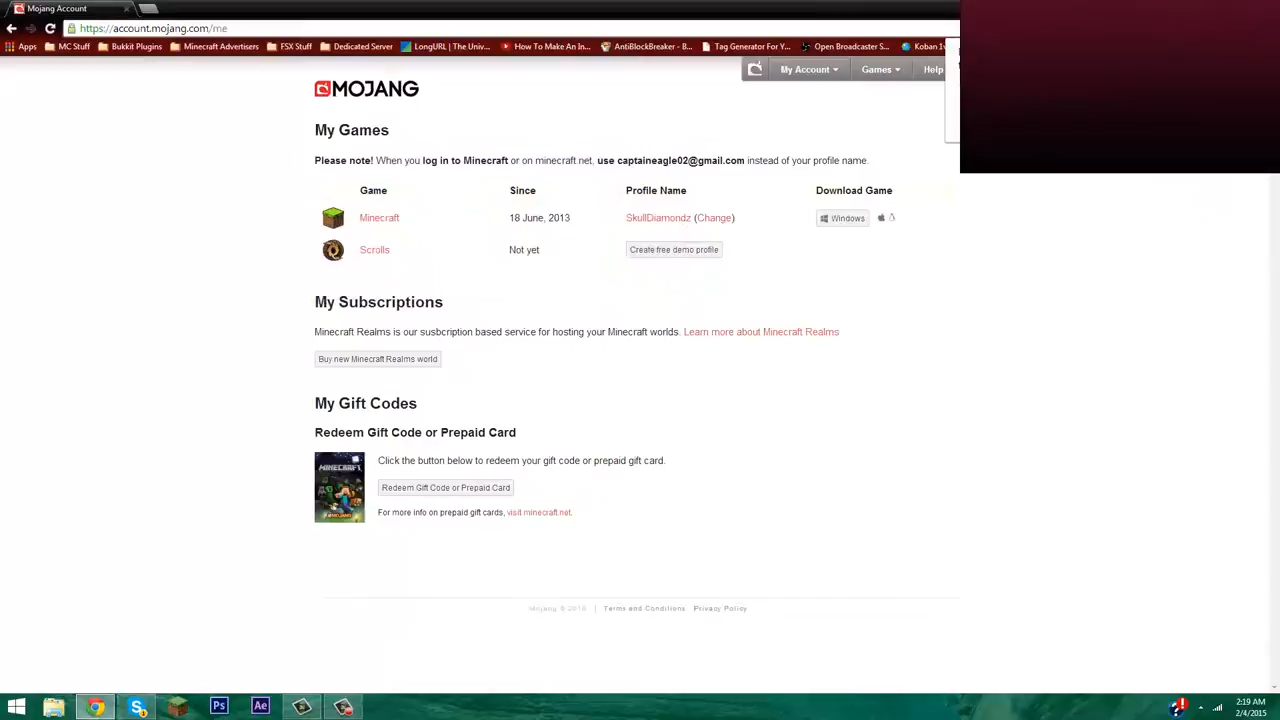 Mojang Account
https://account.mojang.com/me
Apps MC Stuff Bukkit Plugins Minecraft Advertisers FSX Stuff Dedicated Server LongURL | The Univ... How To Make An In... AntiBlockBreaker - B... Tag Generator For Y... Open Broadcaster S... Koban 1v
My Account Games Help
MOJANG
My Games
Please note! When you log in to Minecraft or on minecraft.net, use captaineagle02@gmail.com instead of your profile name.
Game Since Profile Name Download Game
Minecraft 18 June, 2013 SkullDiamondz (Change) Windows
Scrolls Not yet Create free demo profile
My Subscriptions
Minecraft Realms is our susbcription based service for hosting your Minecraft worlds. Learn more about Minecraft Realms
Buy new Minecraft Realms world
My Gift Codes
Redeem Gift Code or Prepaid Card
Click the button below to redeem your gift code or prepaid gift card.
MINECRAFT
MOJANG
Redeem Gift Code or Prepaid Card
For more info on prepaid gift cards, visit minecraft.net.
Terms and Conditions Privacy Policy
Ps Ae
2:19 AM
2/4/2015